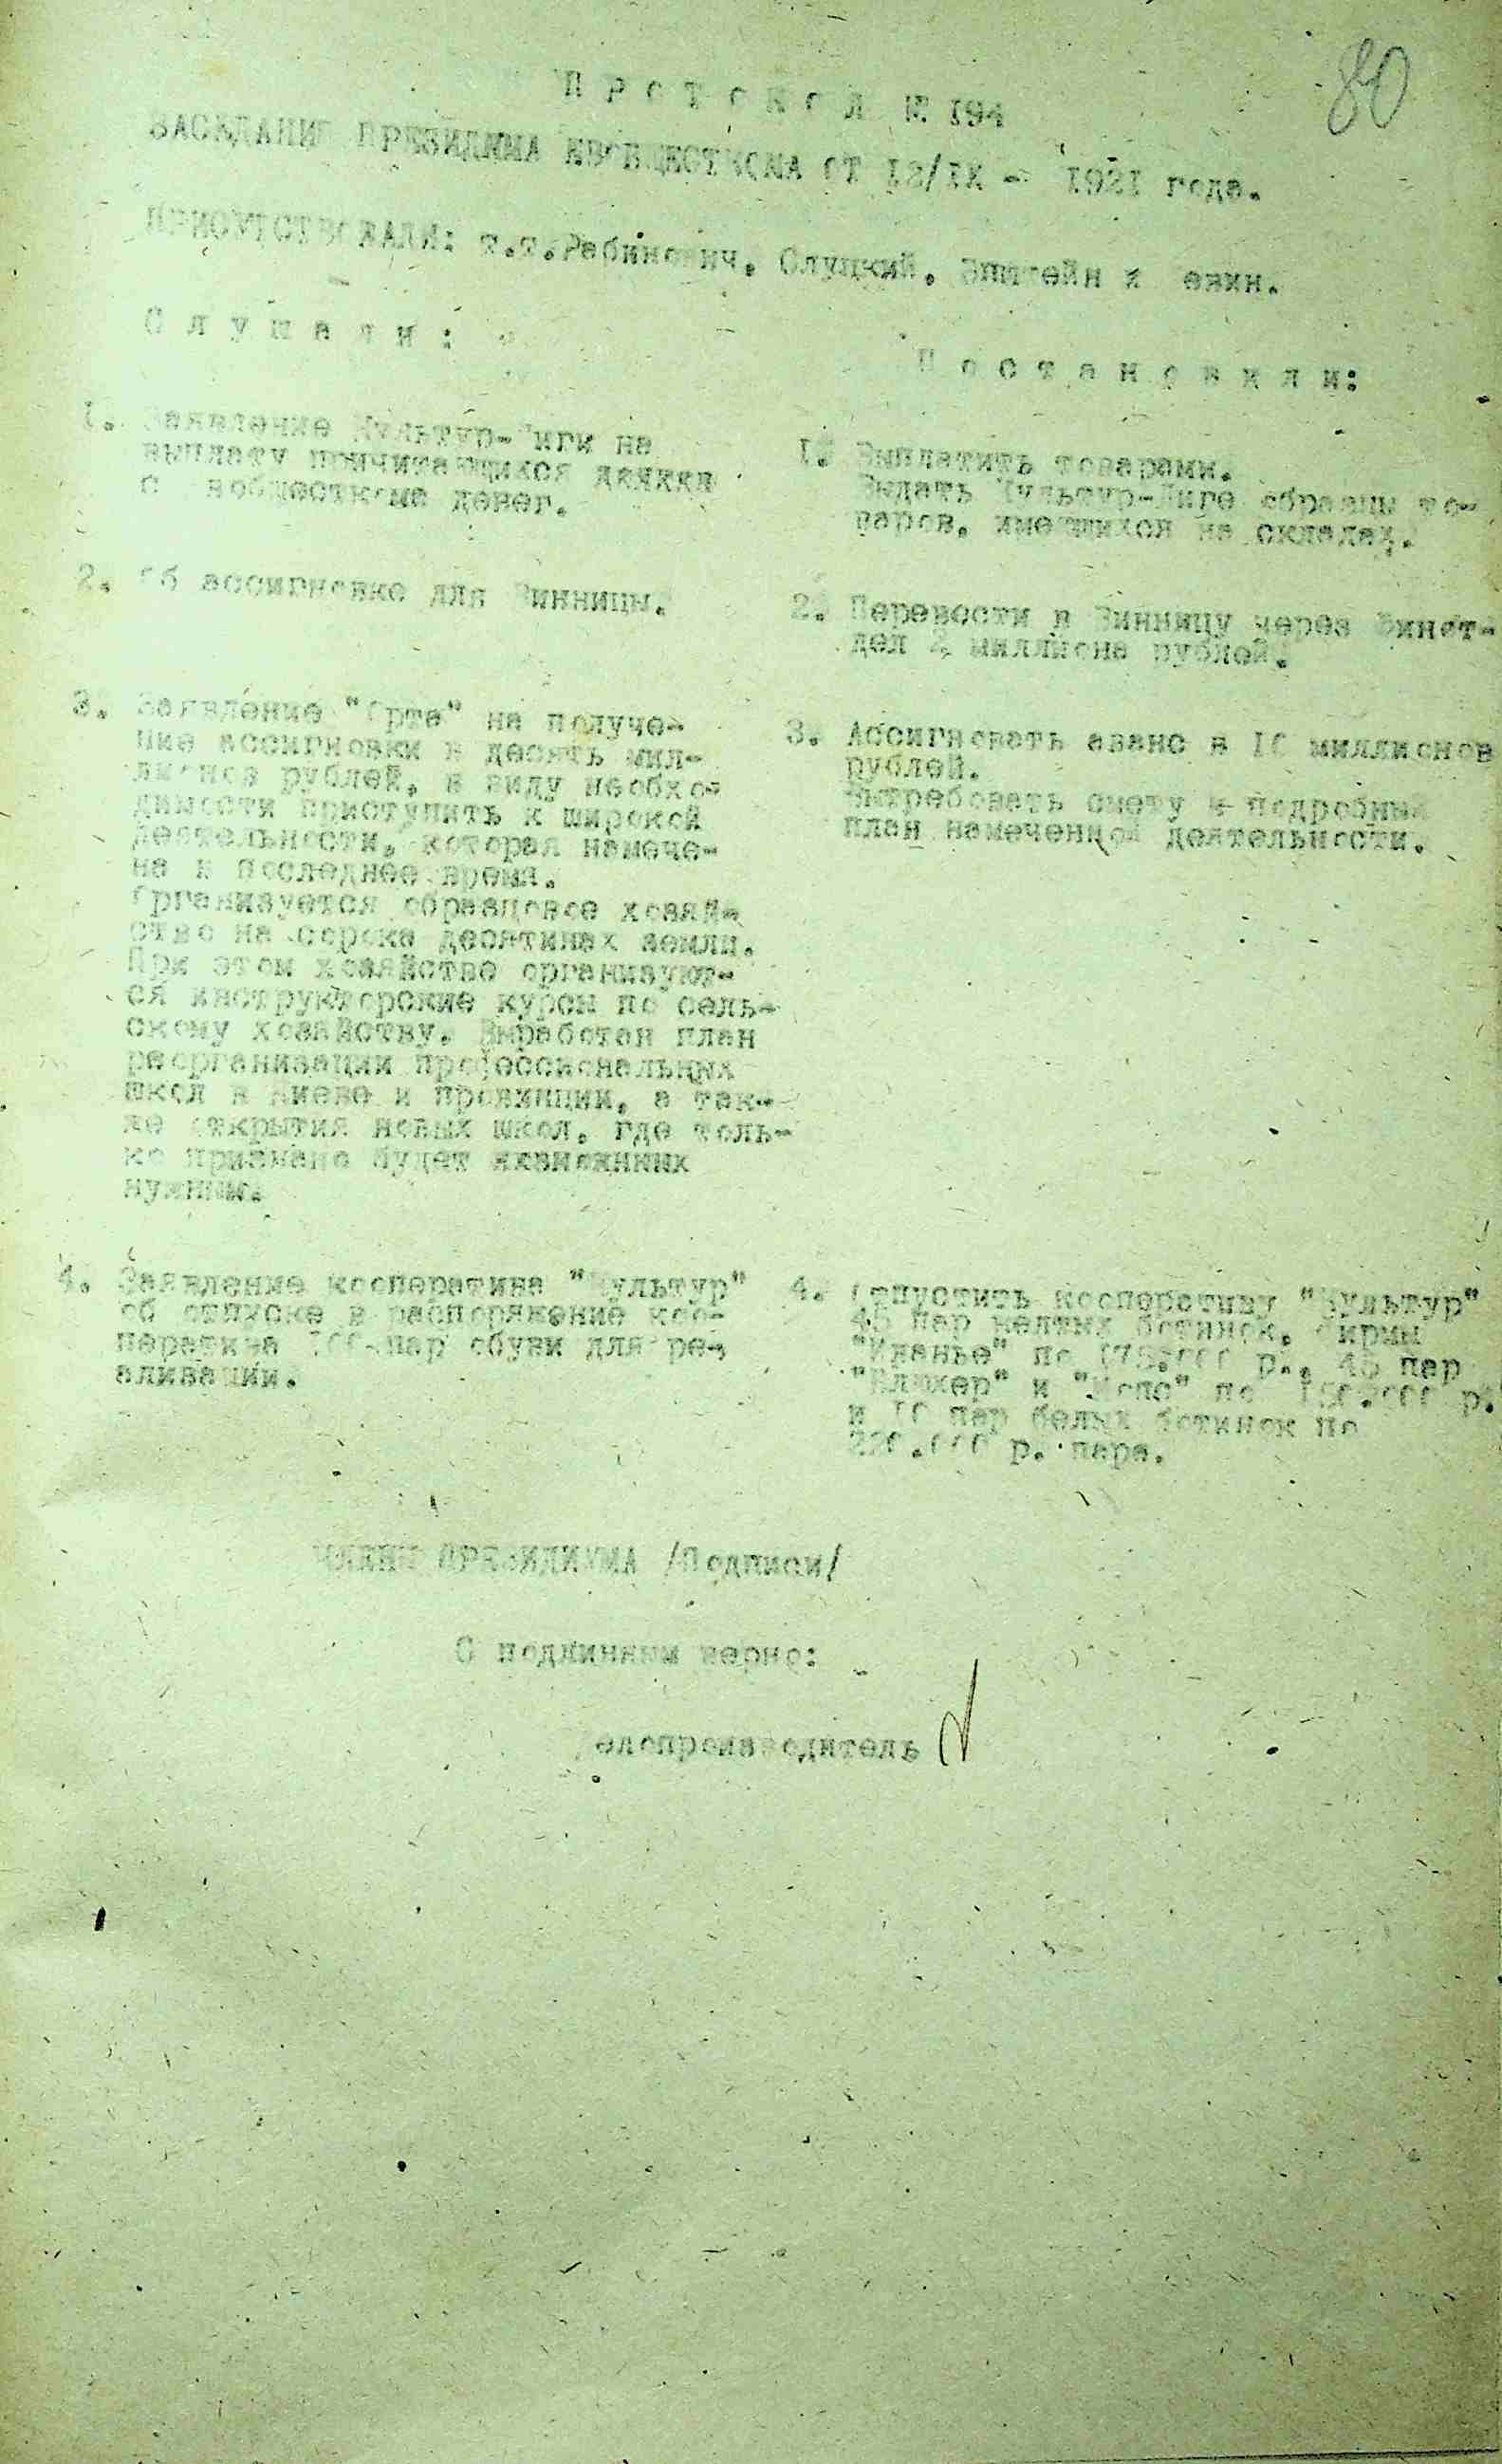 80
Протокол № 194
ЗАСЕДАНИЕ ПРЕЗИДИУМА ЕВОБЩЕСТКОМА ОТ 12/IX - 1921 года.
ПРИСУТСТВОВАЛИ: т.т.Рабинович, Слуцкий, Эпштейн и
Слушали:
Постановили:
1. Заявление Культур-Лиги на
выплату причитающихся
с Евобщесткома денег.
1. Выплатить товарами.
Выдать Культур-Лиге образцы то-
варов, имеющихся на складах.
2. Об ассигновке для Винницы.
2. Перевести в Винницу через Финот-
дел 2 миллиона рублей.
3. Заявление "Орта" на получе-
ние ассигновки в десять мил-
лионов рублей, в виду необхо-
димости приступить к широкой
деятельности, которая намече-
на в последнее время.
Организуется образцовое хозяй-
ство на сорока десятинах земли.
При этом хозяйстве организуют-
ся инструкторские курсы по сель-
скому хозяйству. Выработан план
реорганизации профессиональных
школ в Киеве и провинции, а так-
же открытия новых школ, где толь-
ко признано будет
нужным.
3. Ассигновать аванс в 10 миллионов
рублей.
Истребовать смету и подробный
план намеченной деятельности.
4. Заявление кооператива "Культур"
об отпуске в распоряжение коо-
ператива 100 пар обуви для ре-
ализации.
4. Отпустить кооперативу "Культур"
45 пар желтых ботинок, фирмы
по 175.000 р., 45 пар
"Блюхер" и по р.
и 10 пар белых ботинок по
220.000 р. пара.
ЧЛЕНЫ ПРЕЗИДИУМА /Подписи/
С подлинным верно:
Делопроизводитель